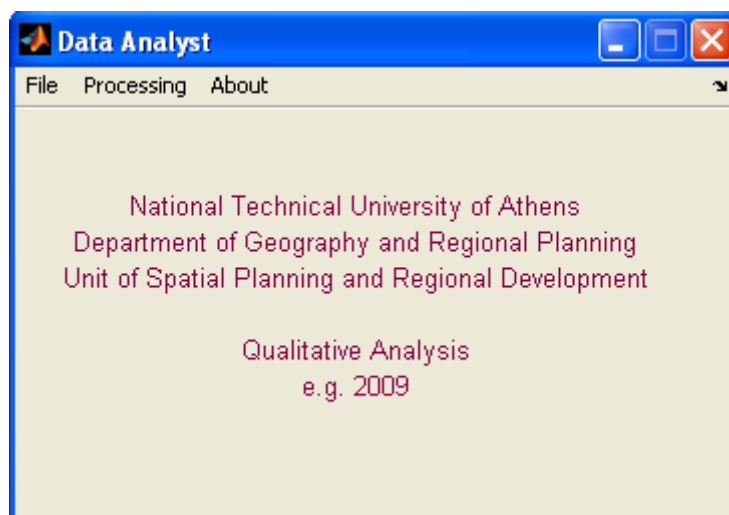 Data Analyst
File Processing About
National Technical University of Athens
Department of Geography and Regional Planning
Unit of Spatial Planning and Regional Development
Qualitative Analysis
e.g. 2009